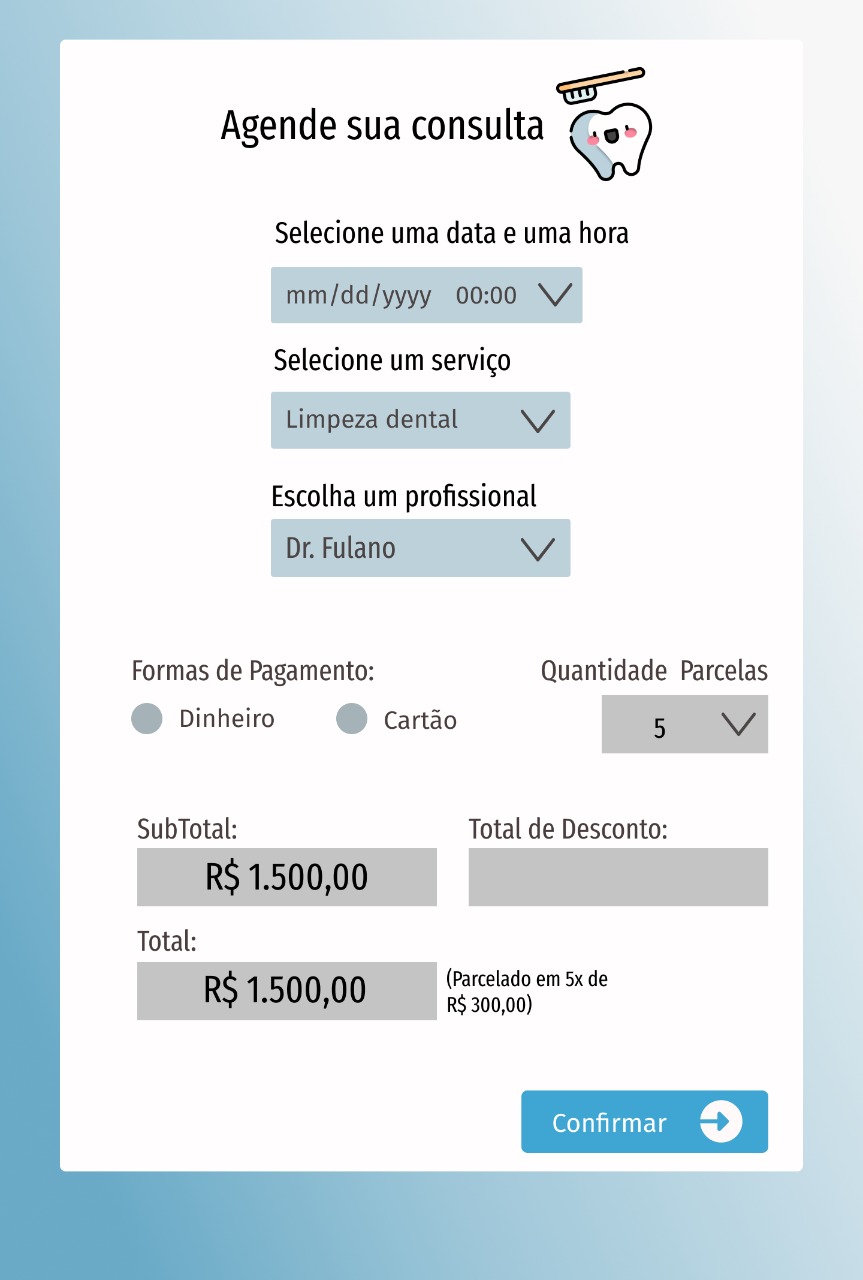 Agende sua consulta
Selecione uma data e uma hora
mm/dd/yyyy 00:00
Selecione um serviço
Limpeza dental
Escolha um profissional
Dr. Fulano
Formas de Pagamento:
Dinheiro
Cartão
Quantidade Parcelas
5
SubTotal:
R$ 1.500,00
Total de Desconto:
Total:
R$ 1.500,00
(Parcelado em 5x de
R$ 300,00)
Confirmar